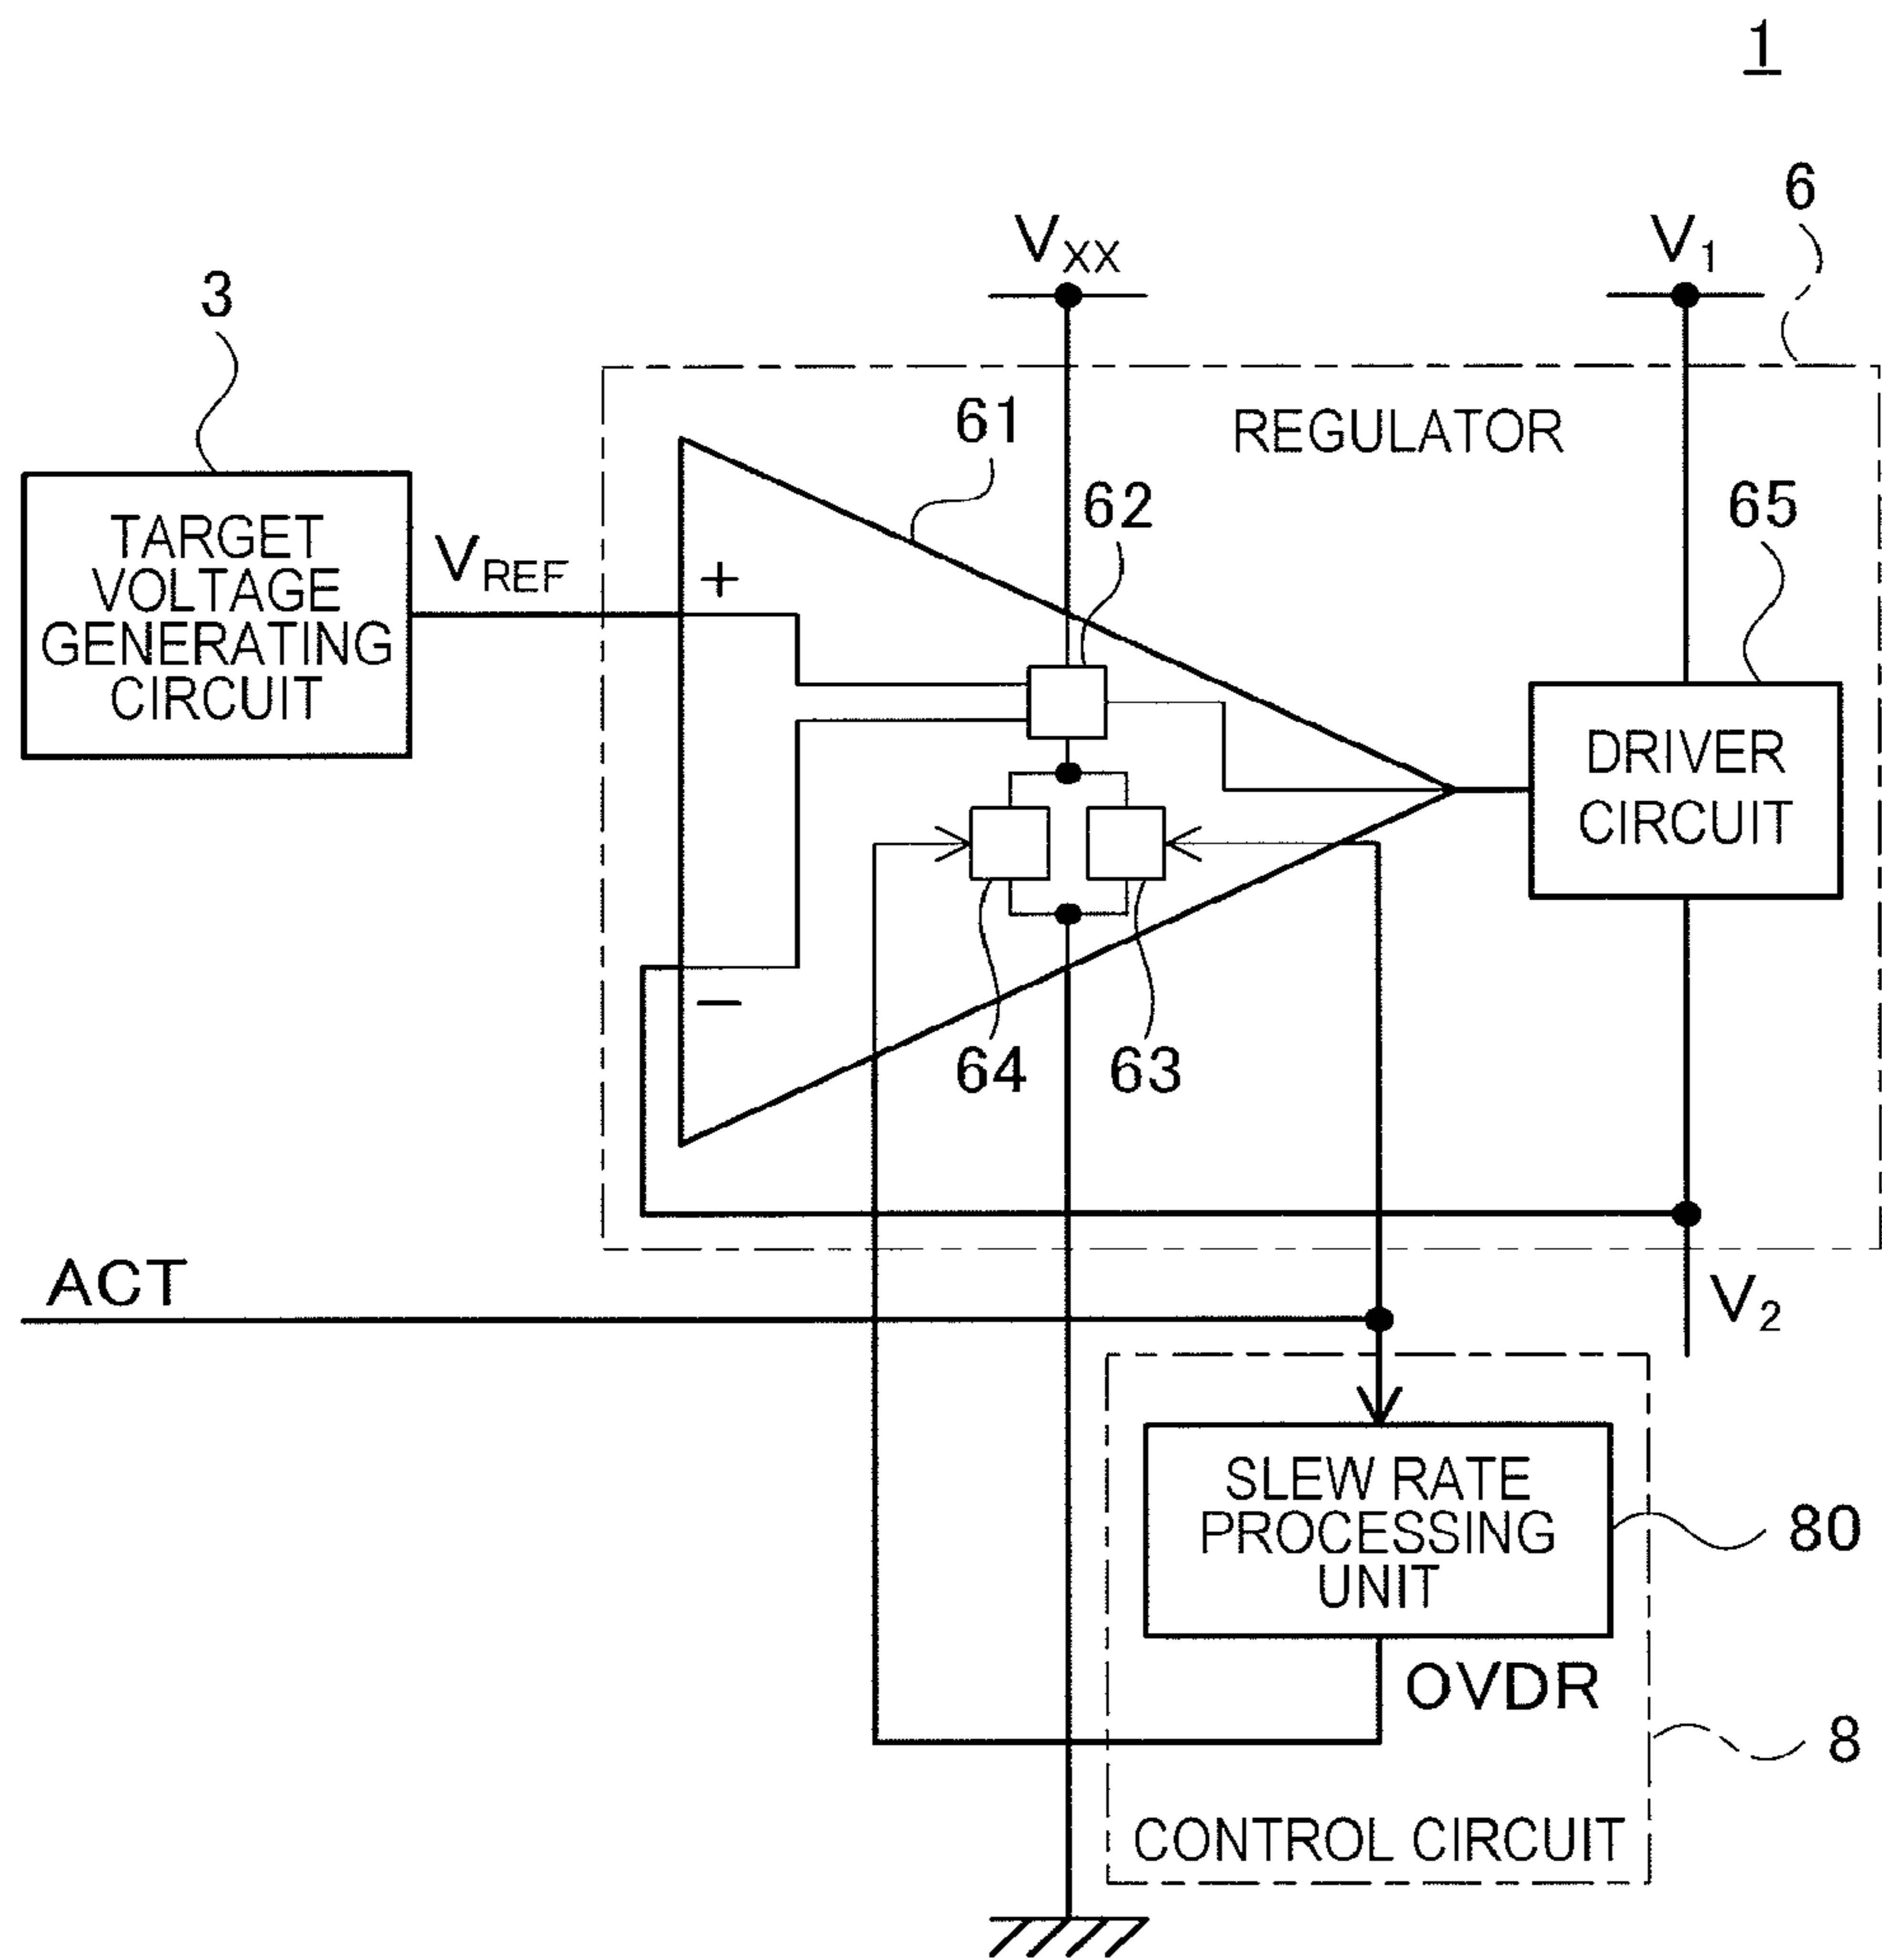 1
6
V_XX
V_1
3
61
REGULATOR
62
65
TARGET
VOLTAGE
GENERATING
CIRCUIT
V_REF
+
DRIVER
CIRCUIT
−
64
63
ACT
V_2
SLEW RATE
PROCESSING
UNIT
80
OVDR
8
CONTROL CIRCUIT